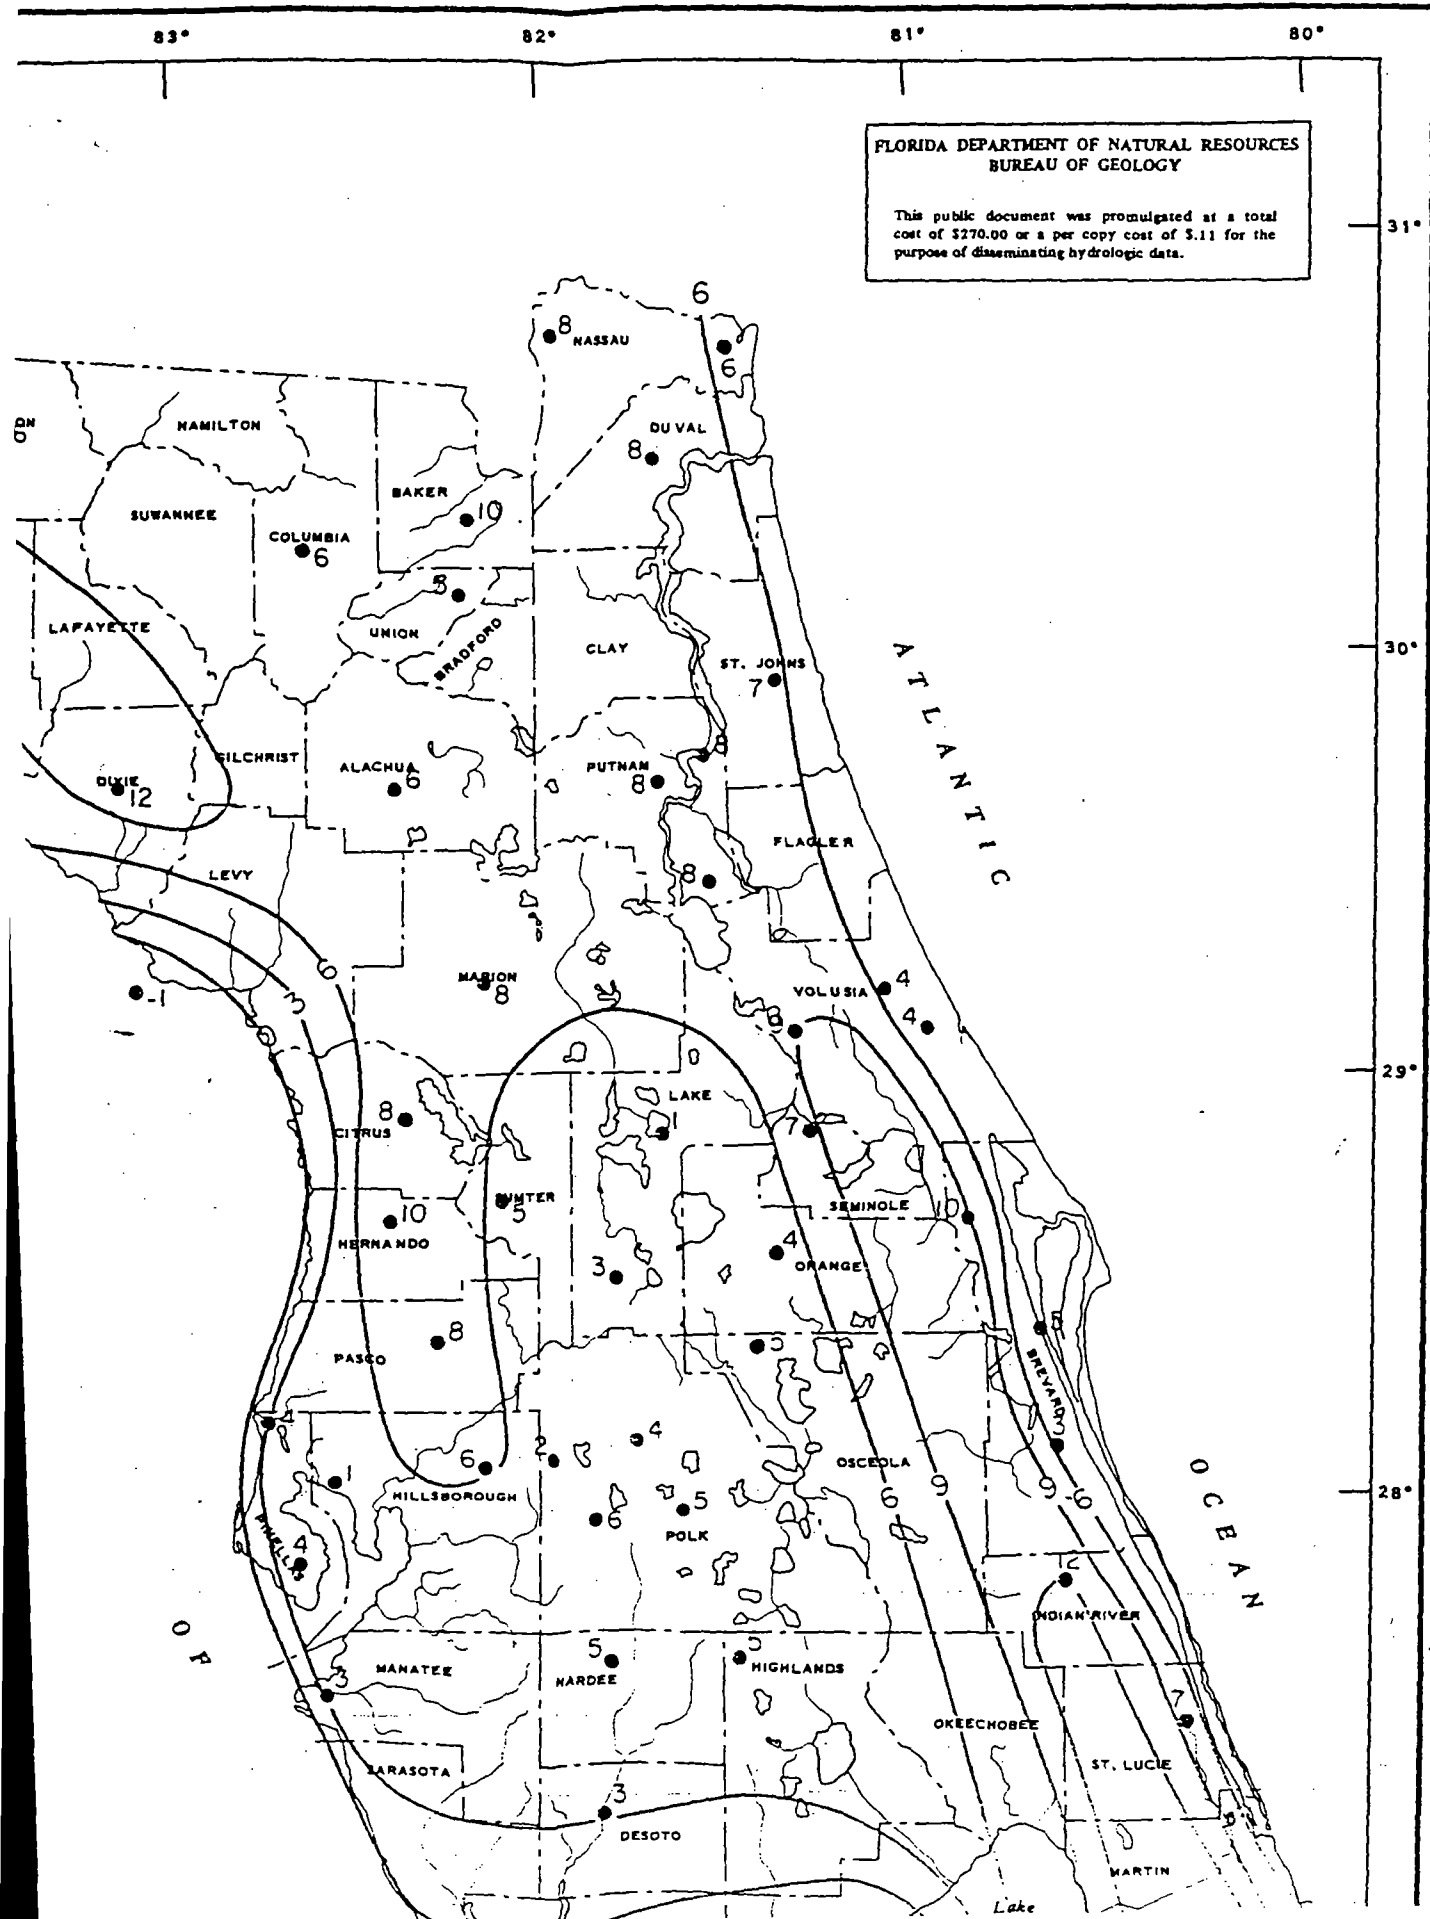 83° 82° 81° 80°
FLORIDA DEPARTMENT OF NATURAL RESOURCES
BUREAU OF GEOLOGY
This public document was promulgated at a total
cost of $270.00 or a per copy cost of $.11 for the
purpose of disseminating hydrologic data.
31°
6
8 NASSAU
6
HAMILTON
DUVAL
8
BAKER
10
SUWANNEE
COLUMBIA
6
LAFAYETTE
UNION
BRADFORD
CLAY
ST. JOHNS
7
30°
ATLANTIC
GILCHRIST
ALACHUA
6
PUTNAM
8
DIXIE
12
FLAGLER
LEVY
8
6
MARION
8
3
-1
VOLUSIA
4
4
0
29°
LAKE
1
8
CITRUS
7
SUMTER
5
SEMINOLE
10
10
HERNANDO
4
ORANGE
3
8
PASCO
BREVARD
4
2
6
1
HILLSBOROUGH
OSCEOLA
OCEAN
5
6
POLK
6 9 9 6
28°
PINELLAS
4
INDIAN RIVER
OF
MANATEE
5
HARDEE
5
HIGHLANDS
3
7
OKEECHOBEE
SARASOTA
ST. LUCIE
3
DESOTO
MARTIN
Lake